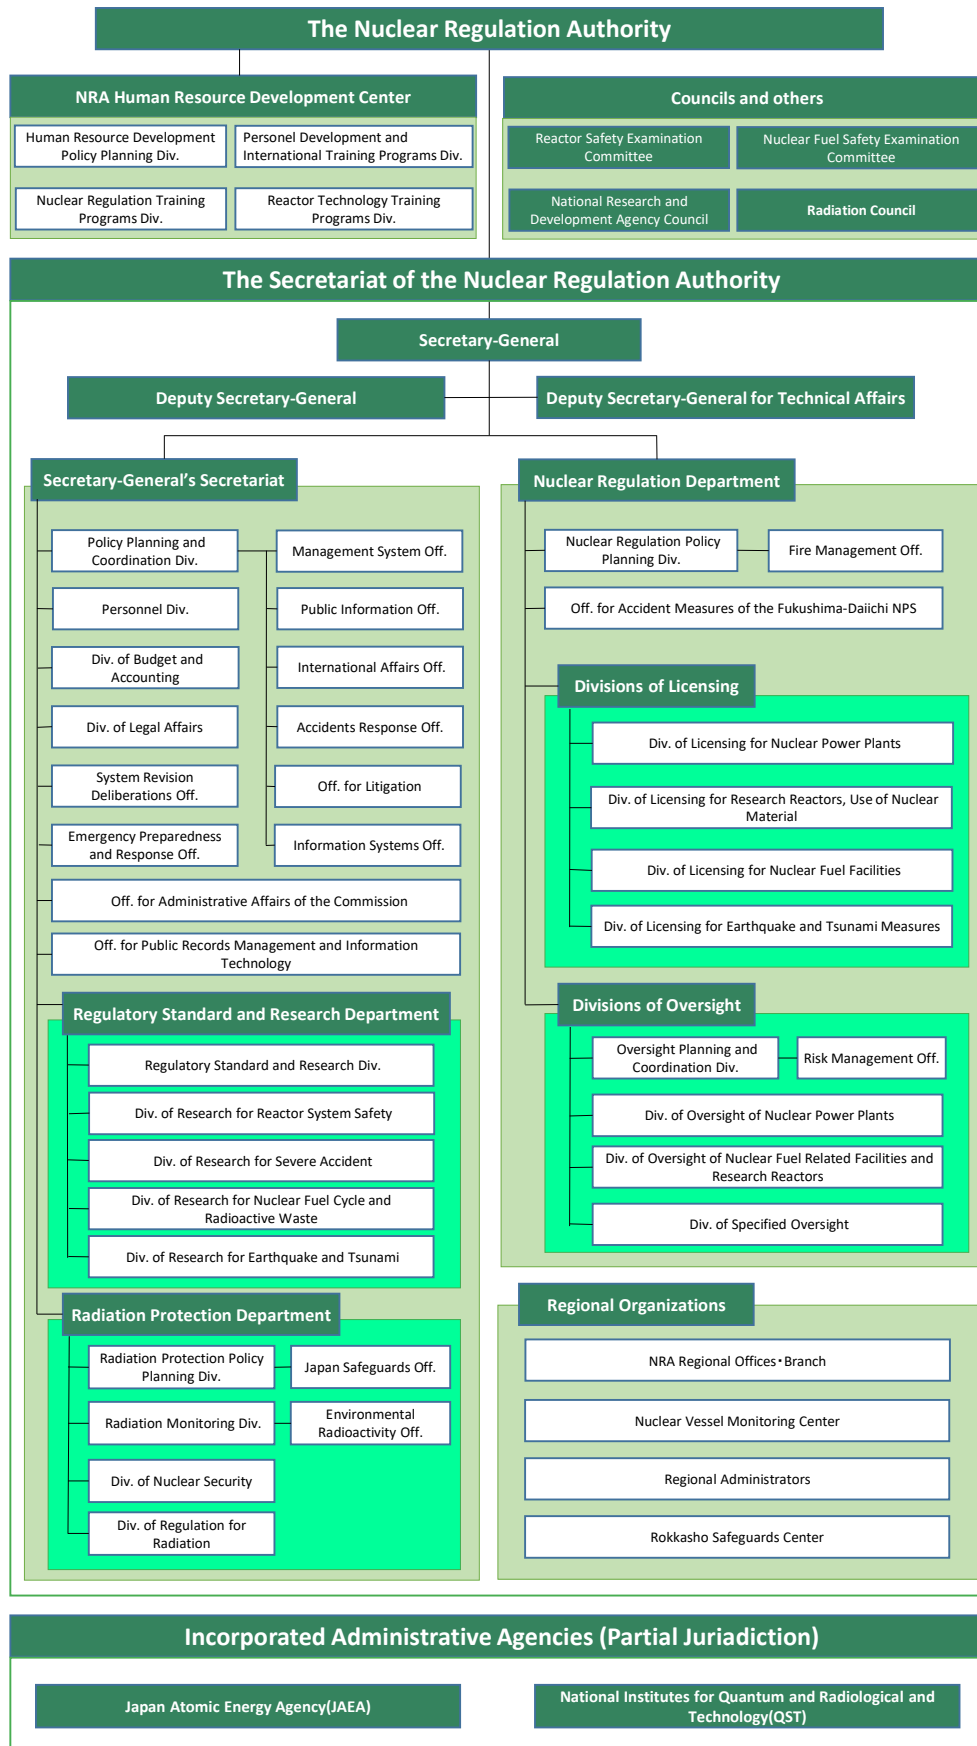 The Nuclear Regulation Authority
NRA Human Resource Development Center
Human Resource Development
Policy Planning Div.
Personel Development and
International Training Programs Div.
Nuclear Regulation Training
Programs Div.
Reactor Technology Training
Programs Div.
Councils and others
Reactor Safety Examination
Committee
Nuclear Fuel Safety Examination
Committee
National Research and
Development Agency Council
Radiation Council
The Secretariat of the Nuclear Regulation Authority
Secretary-General
Deputy Secretary-General
Deputy Secretary-General for Technical Affairs
Secretary-General’s Secretariat
Policy Planning and
Coordination Div.
Management System Off.
Personnel Div.
Public Information Off.
Div. of Budget and
Accounting
International Affairs Off.
Div. of Legal Affairs
Accidents Response Off.
System Revision
Deliberations Off.
Off. for Litigation
Emergency Preparedness
and Response Off.
Information Systems Off.
Off. for Administrative Affairs of the Commission
Off. for Public Records Management and Information
Technology
Regulatory Standard and Research Department
Regulatory Standard and Research Div.
Div. of Research for Reactor System Safety
Div. of Research for Severe Accident
Div. of Research for Nuclear Fuel Cycle and
Radioactive Waste
Div. of Research for Earthquake and Tsunami
Radiation Protection Department
Radiation Protection Policy
Planning Div.
Japan Safeguards Off.
Radiation Monitoring Div.
Environmental
Radioactivity Off.
Div. of Nuclear Security
Div. of Regulation for
Radiation
Nuclear Regulation Department
Nuclear Regulation Policy
Planning Div.
Fire Management Off.
Off. for Accident Measures of the Fukushima-Daiichi NPS
Divisions of Licensing
Div. of Licensing for Nuclear Power Plants
Div. of Licensing for Research Reactors, Use of Nuclear
Material
Div. of Licensing for Nuclear Fuel Facilities
Div. of Licensing for Earthquake and Tsunami Measures
Divisions of Oversight
Oversight Planning and
Coordination Div.
Risk Management Off.
Div. of Oversight of Nuclear Power Plants
Div. of Oversight of Nuclear Fuel Related Facilities and
Research Reactors
Div. of Specified Oversight
Regional Organizations
NRA Regional Offices・Branch
Nuclear Vessel Monitoring Center
Regional Administrators
Rokkasho Safeguards Center
Incorporated Administrative Agencies (Partial Juriadiction)
Japan Atomic Energy Agency(JAEA)
National Institutes for Quantum and Radiological and
Technology(QST)